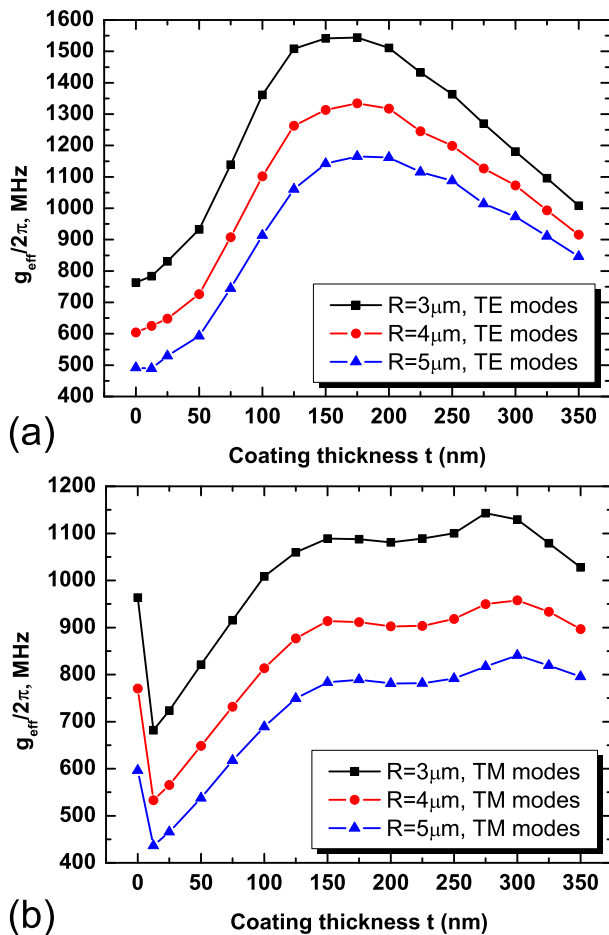 1600
1500
1400
1300
1200
1100
1000
900
800
700
600
500
400
g_eff/2π, MHz
R=3μm, TE modes
R=4μm, TE modes
R=5μm, TE modes
0 50 100 150 200 250 300 350
(a)
Coating thickness t (nm)
1200
1100
1000
900
800
700
600
500
400
g_eff/2π, MHz
R=3μm, TM modes
R=4μm, TM modes
R=5μm, TM modes
0 50 100 150 200 250 300 350
(b)
Coating thickness t (nm)